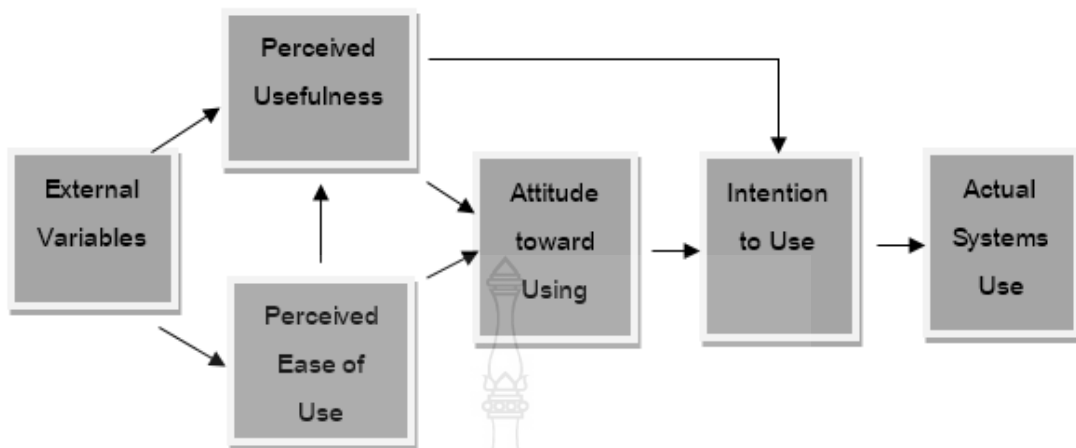 Perceived
Usefulness
External
Variables
Perceived
Ease of
Use
Attitude
toward
Using
Intention
to Use
Actual
Systems
Use